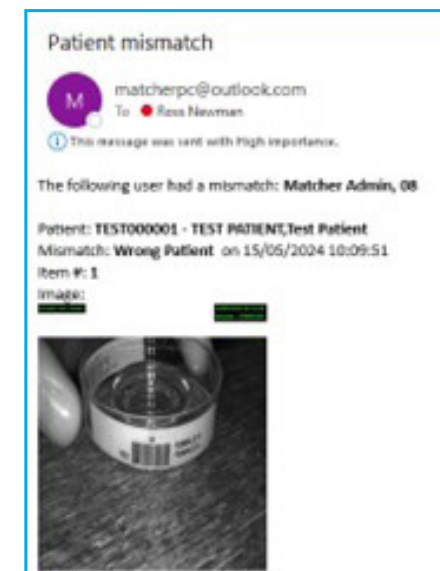 Patient mismatch
M
matcherpc@outlook.com
To Ross Newman
This message was sent with High importance.
The following user had a mismatch: Matcher Admin, 08
Patient: TEST000001 - TEST PATIENT,Test Patient
Mismatch: Wrong Patient on 15/05/2024 10:09:51
Item #: 1
Image: